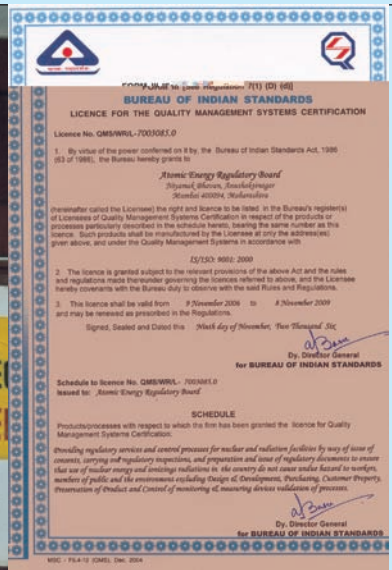 7(1) (D) (d)]
BUREAU OF INDIAN STANDARDS
LICENCE FOR THE QUALITY MANAGEMENT SYSTEMS CERTIFICATION
Licence No. QMS/WR/L-7003085.0
1. By virtue of the power conferred on it by, the Bureau of Indian Standards Act, 1986
(63 of 1986), the Bureau hereby grants to
Atomic Energy Regulatory Board
Niyamak Bhavan, Anushaktinagar
Mumbai 400094, Maharashtra
(hereinafter called the Licensee) the right and licence to be listed in the Bureau's register(s)
of Licensees of Quality Management Systems Certification in respect of the products or
processes particularly described in the schedule hereto, bearing the same number as this
licence. Such products shall be manufactured by the Licensee at only the address(es)
given above, and under the Quality Management Systems in accordance with
IS/ISO: 9001: 2000
2. The licence is granted subject to the relevant provisions of the above Act and the rules
and regulations made thereunder governing the licences referred to above, and the Licensee
hereby covenants with the Bureau duly to observe with the said Rules and Regulations.
3. This licence shall be valid from 9 November 2006 to 8 November 2009
and may be renewed as prescribed in the Regulations.
Signed, Sealed and Dated this Ninth day of November, Two Thousand Six
Dy. Director General
for BUREAU OF INDIAN STANDARDS
Schedule to licence No. QMS/WR/L- 7003085.0
Issued to: Atomic Energy Regulatory Board
SCHEDULE
Products/processes with respect to which the firm has been granted the licence for Quality
Management Systems Certification:
Providing regulatory services and control processes for nuclear and radiation facilities by way of issue of
consents, carrying out regulatory inspections, and preparation and issue of regulatory documents to ensure
that use of nuclear energy and ionizing radiations in the country do not cause undue hazard to workers,
members of public and the environment excluding Design & Development, Purchasing, Customer Property,
Preservation of Product and Control of monitoring & measuring devices validation of processes.
Dy. Director General
for BUREAU OF INDIAN STANDARDS
MSC - F5.4-12 (QMS), Dec, 2004